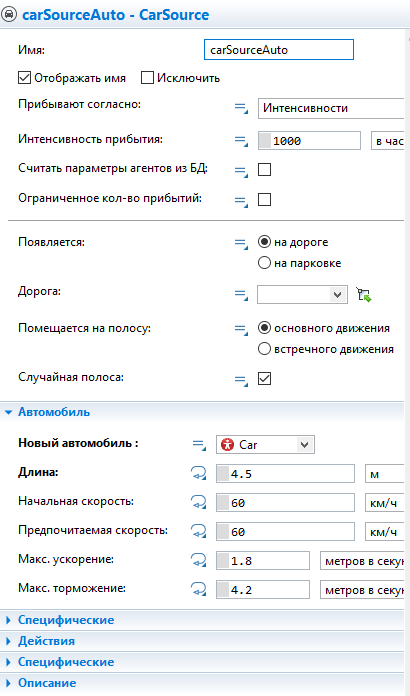 carSourceAuto - CarSource
Имя: carSourceAuto
Отображать имя Исключить
Прибывают согласно: Интенсивности
Интенсивность прибытия: 1000 в час
Считать параметры агентов из БД:
Ограниченное кол-во прибытий:
Появляется: на дороге
на парковке
Дорога:
Помещается на полосу: основного движения
встречного движения
Случайная полоса:
Автомобиль
Новый автомобиль : Car
Длина: 4.5 м
Начальная скорость: 60 км/ч
Предпочитаемая скорость: 60 км/ч
Макс. ускорение: 1.8 метров в секу
Макс. торможение: 4.2 метров в секу
Специфические
Действия
Специфические
Описание